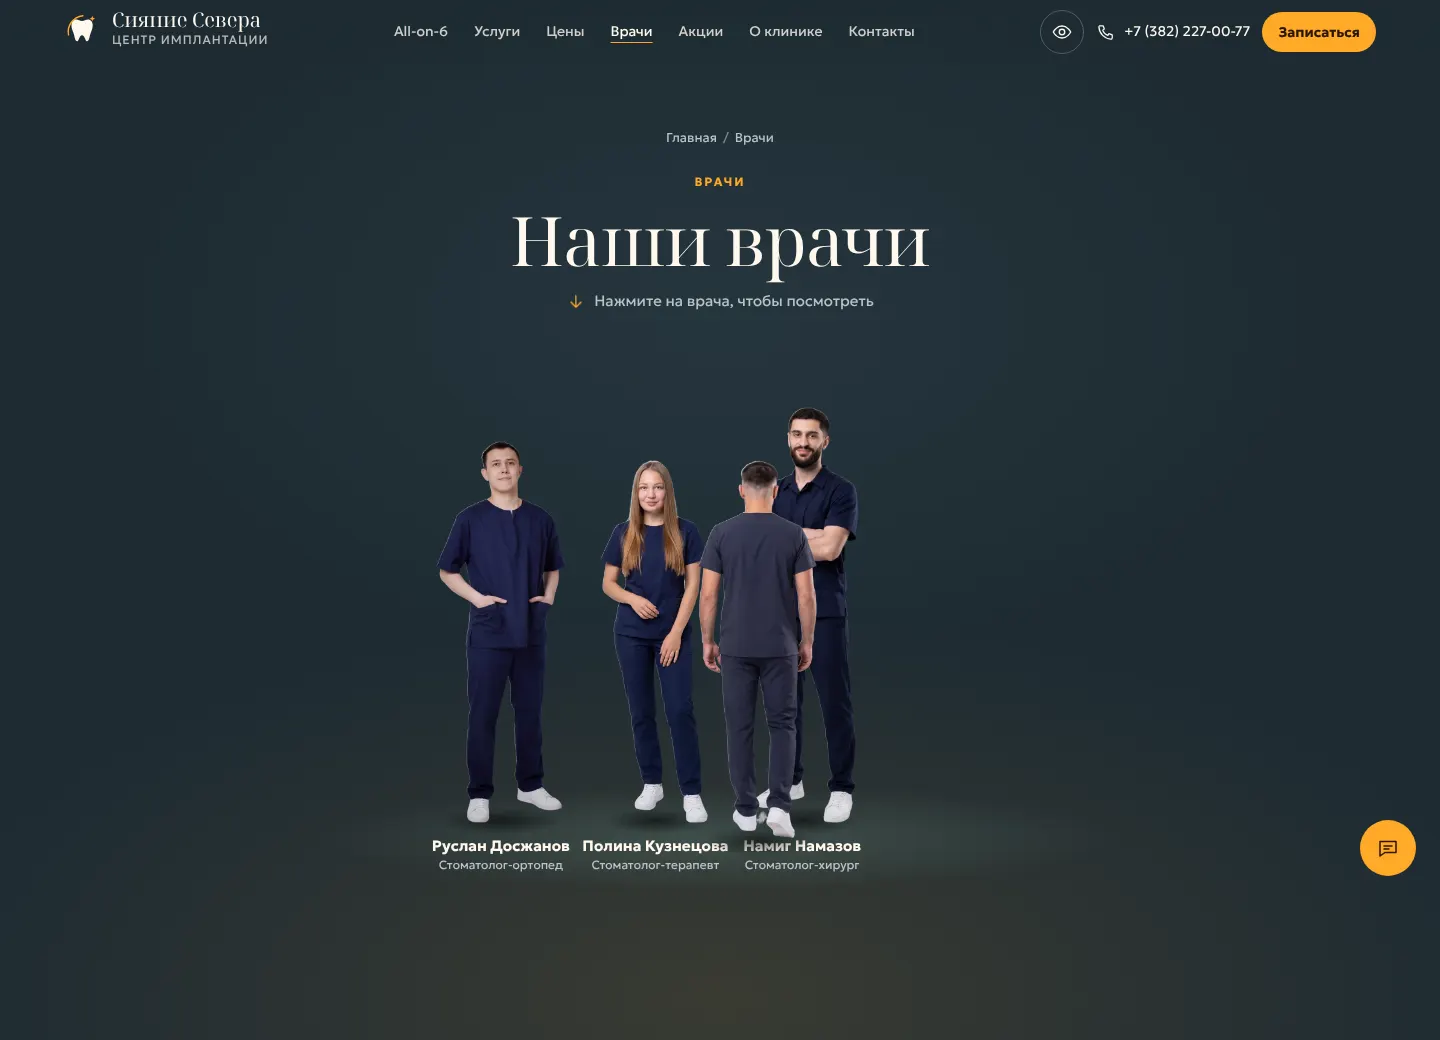 Сияние Севера
ЦЕНТР ИМПЛАНТАЦИИ
All-on-6 Услуги Цены Врачи Акции О клинике Контакты
+7 (382) 227-00-77 Записаться
Главная / Врачи
ВРАЧИ
Наши врачи
Нажмите на врача, чтобы посмотреть
Руслан Досжанов Полина Кузнецова Намиг Намазов
Стоматолог-ортопед Стоматолог-терапевт Стоматолог-хирург